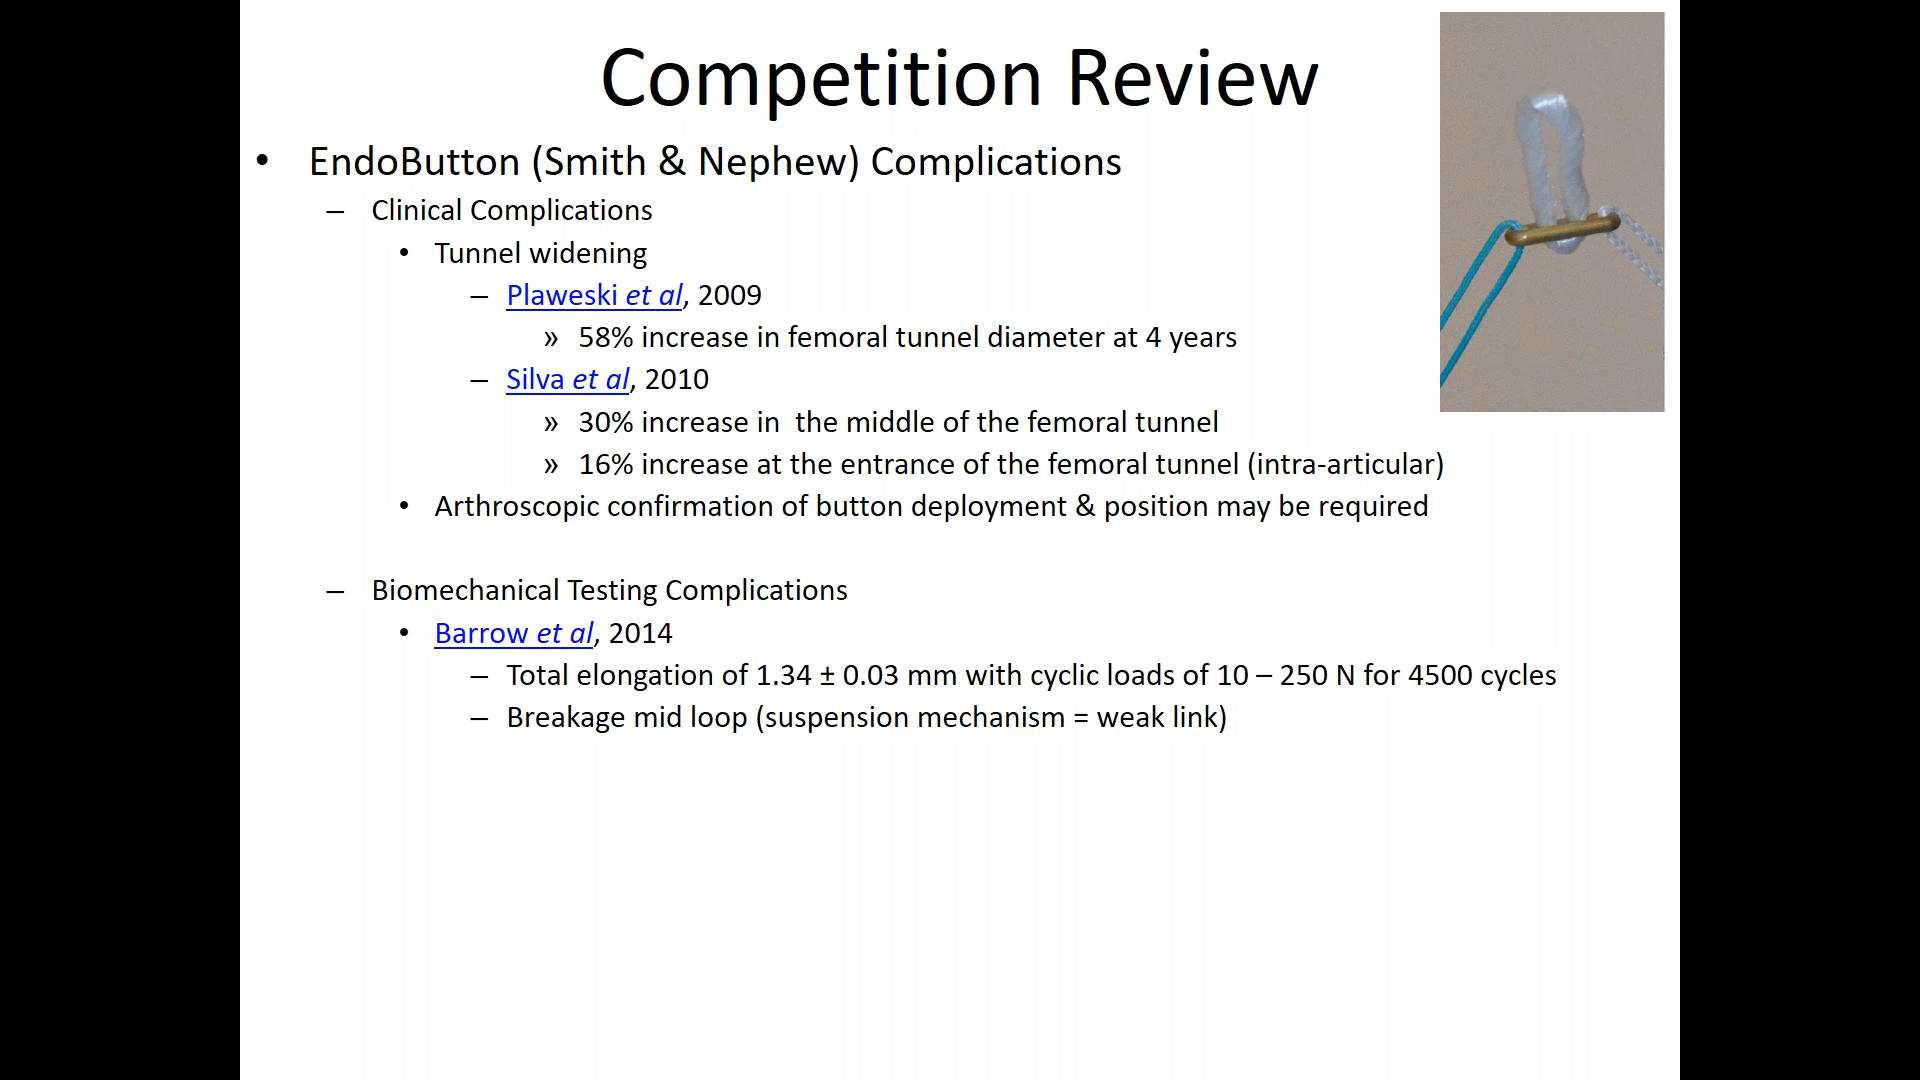 Competition Review
• EndoButton (Smith & Nephew) Complications
– Clinical Complications
• Tunnel widening
– Plaweski et al, 2009
» 58% increase in femoral tunnel diameter at 4 years
– Silva et al, 2010
» 30% increase in  the middle of the femoral tunnel
» 16% increase at the entrance of the femoral tunnel (intra-articular)
• Arthroscopic confirmation of button deployment & position may be required
– Biomechanical Testing Complications
• Barrow et al, 2014
– Total elongation of 1.34 ± 0.03 mm with cyclic loads of 10 – 250 N for 4500 cycles
– Breakage mid loop (suspension mechanism = weak link)